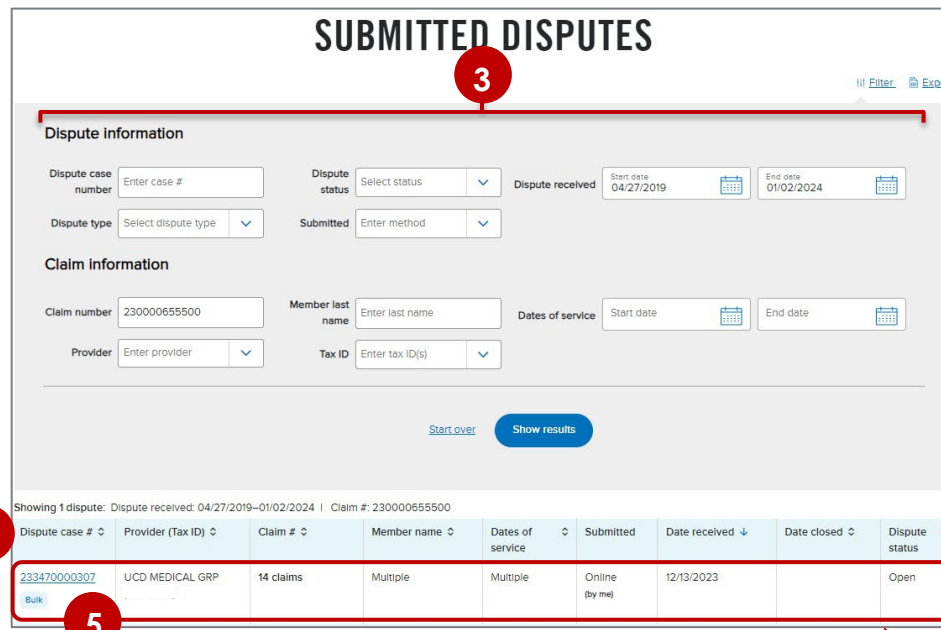 SUBMITTED DISPUTES
3
Filter
Dispute information
Dispute case number Enter case # Dispute status Select status Dispute received Start date 04/27/2019 End date 01/02/2024
Dispute type Select dispute type Submitted Enter method
Claim information
Claim number 230000655500 Member last name Enter last name Dates of service Start date End date
Provider Enter provider Tax ID Enter tax ID(s)
Start over Show results
Showing 1 dispute: Dispute received: 04/27/2019–01/02/2024 | Claim #: 230000655500
Dispute case # Provider (Tax ID) Claim # Member name Dates of service Submitted Date received Date closed Dispute status
233470000307 UCD MEDICAL GRP 14 claims Multiple Multiple Online 12/13/2023 Open
Bulk (by me)
5